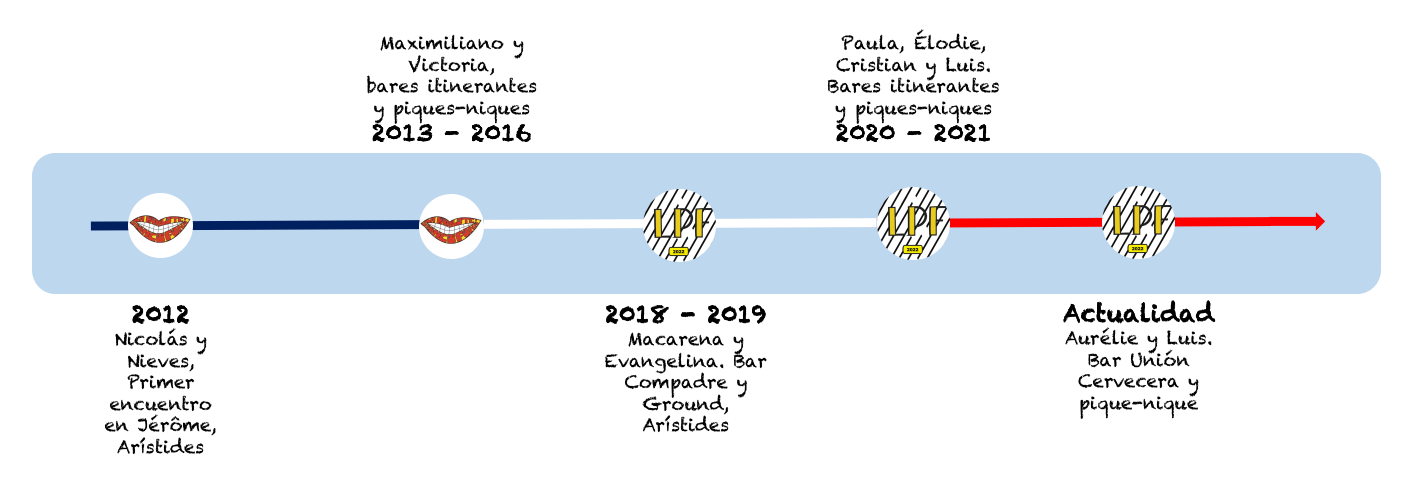 Maximiliano y
Victoria,
bares itinerantes
y piques-niques
2013 - 2016
Paula, Élodie,
Cristian y Luis.
Bares itinerantes
y piques-niques
2020 - 2021
LPF
2022
LPF
2022
LPF
2022
2012
Nicolás y
Nieves,
Primer
encuentro
en Jérôme,
Arístides
2018 - 2019
Macarena y
Evangelina. Bar
Compadre y
Ground,
Arístides
Actualidad
Aurélie y Luis.
Bar Unión
Cervecera y
pique-nique